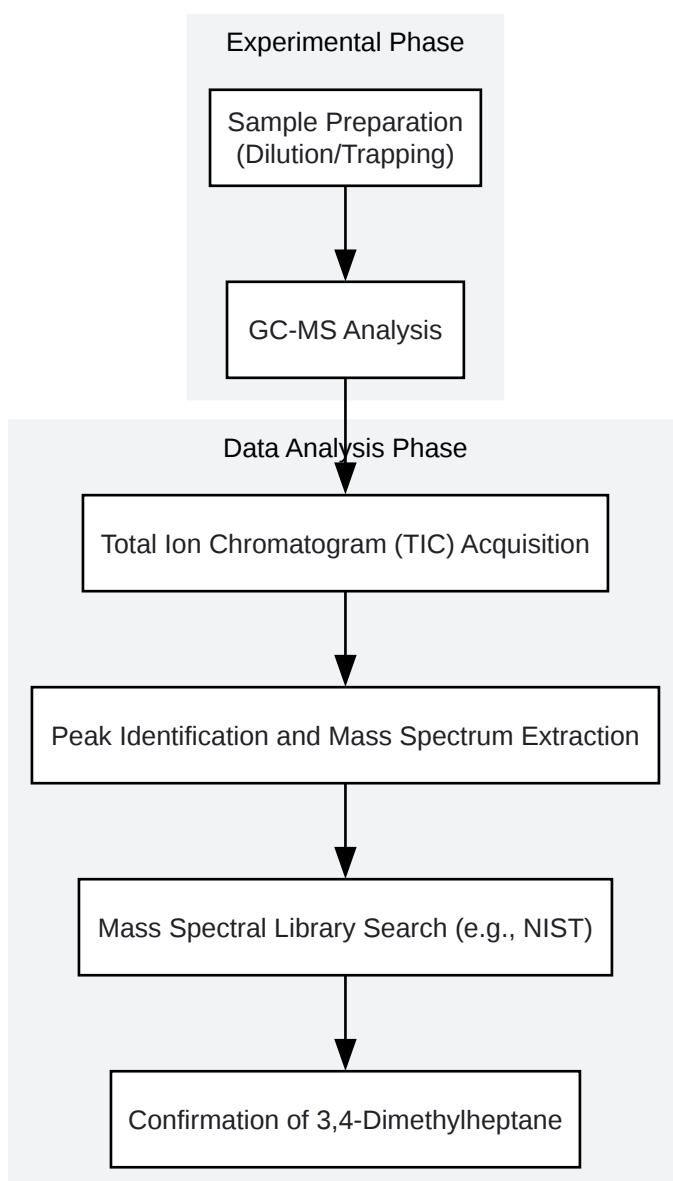 Experimental Phase
Sample Preparation
(Dilution/Trapping)
GC-MS Analysis
Data Analysis Phase
Total Ion Chromatogram (TIC) Acquisition
Peak Identification and Mass Spectrum Extraction
Mass Spectral Library Search (e.g., NIST)
Confirmation of 3,4-Dimethylheptane